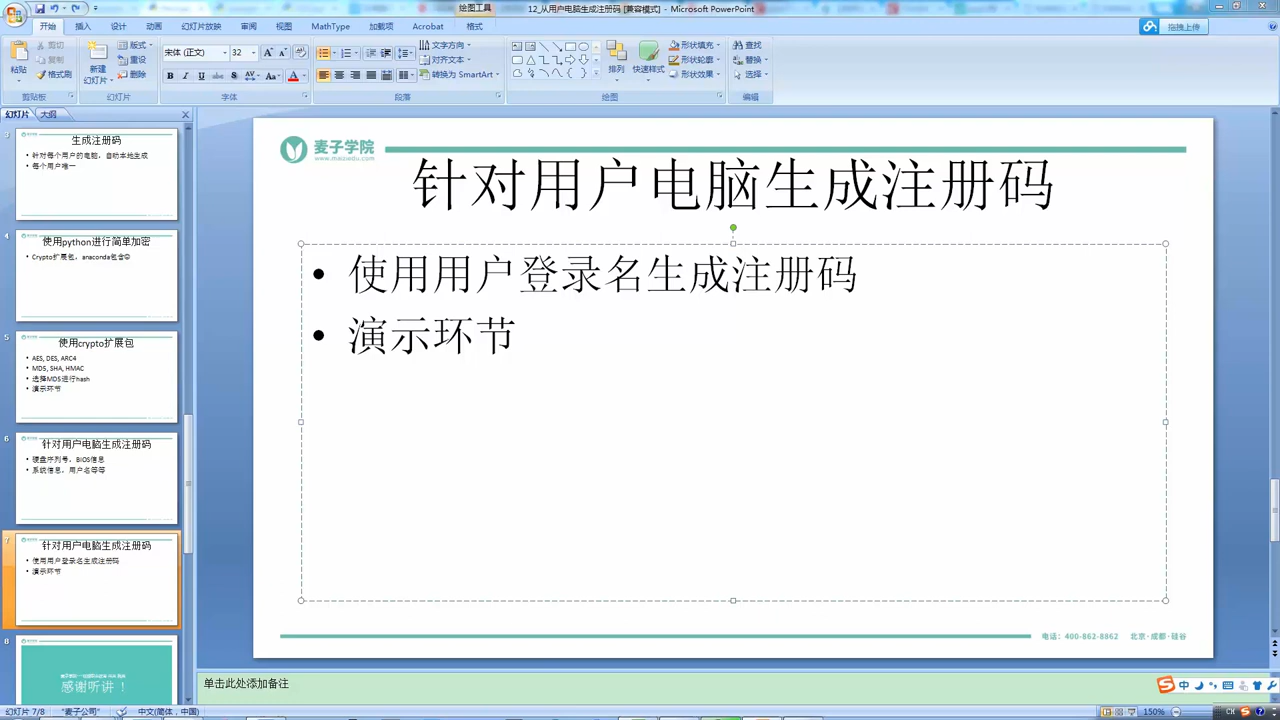 绘图工具
12_从用户电脑生成注册码 [兼容模式] - Microsoft PowerPoint
开始 插入 设计 动画 幻灯片放映 审阅 视图 MathType 加载项 Acrobat 格式
拖拽上传
粘贴
剪切
复制
格式刷
剪贴板
新建
幻灯片
版式
重设
删除
幻灯片
宋体 (正文) 32
字体
文字方向
对齐文本
转换为 SmartArt
段落
排列
快速样式
形状填充
形状轮廓
形状效果
绘图
查找
替换
选择
编辑
幻灯片 大纲
3
生成注册码
针对每个用户的电脑，自动本地生成
每个用户唯一
4
使用python进行简单加密
Crypto扩展包，anaconda包含
5
使用crypto扩展包
AES, DES, ARC4
MD5, SHA, HMAC
选择MD5进行hash
演示环节
6
针对用户电脑生成注册码
硬盘序列号，BIOS信息
系统信息，用户名等等
7
针对用户电脑生成注册码
使用用户登录名生成注册码
演示环节
8
感谢听讲 !
麦子学院
www.maiziedu.com
针对用户电脑生成注册码
• 使用用户登录名生成注册码
• 演示环节
电话：400-862-8862 北京·成都·硅谷
单击此处添加备注
幻灯片 7/8 "麦子公司" 中文(简体，中国)
150%
中